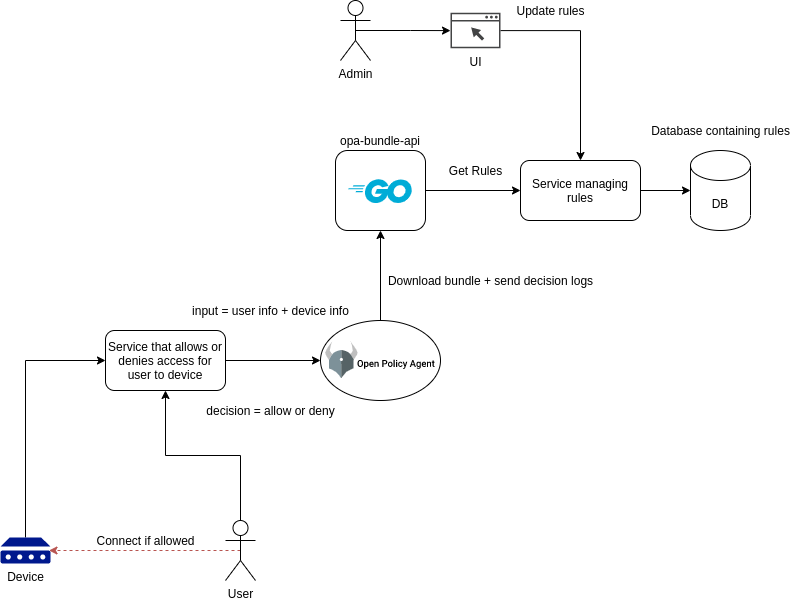 Update rules
Admin
UI
opa-bundle-api
Database containing rules
GO
Get Rules
Service managing
rules
DB
Download bundle + send decision logs
input = user info + device info
Service that allows or
denies access for
user to device
Open Policy Agent
decision = allow or deny
Connect if allowed
Device
User